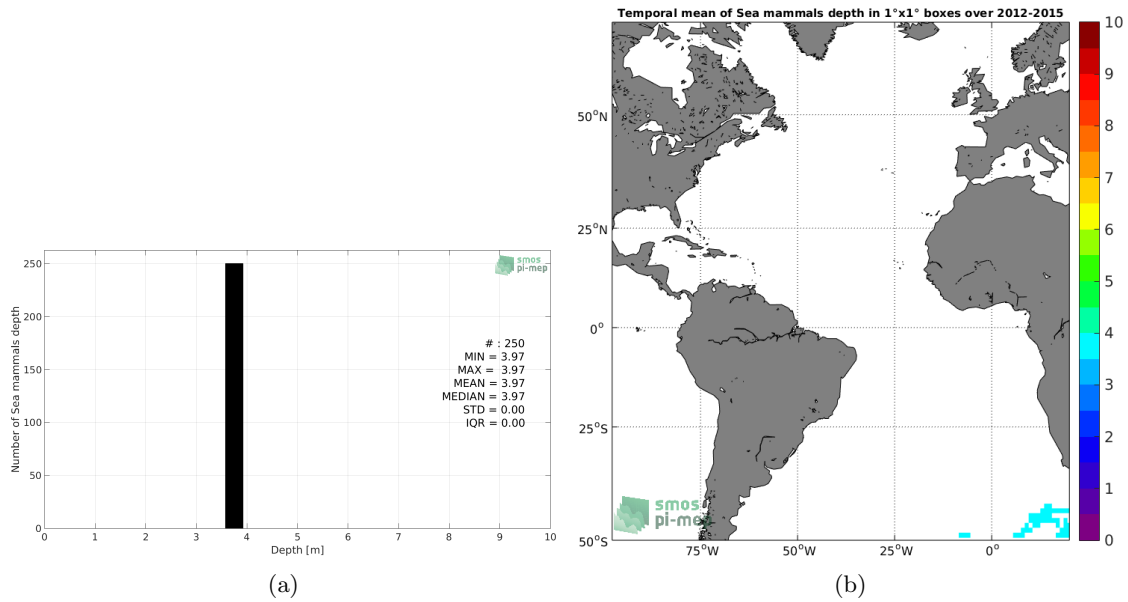 Number of Sea mammals depth
250
200
150
100
50
0
smos
pi-mep
# : 250
MIN = 3.97
MAX = 3.97
MEAN = 3.97
MEDIAN = 3.97
STD = 0.00
IQR = 0.00
0 1 2 3 4 5 6 7 8 9 10
Depth [m]
(a)
Temporal mean of Sea mammals depth in 1°x1° boxes over 2012-2015
50°N
25°N
0°
25°S
50°S
smos
pi-mep
75°W 50°W 25°W 0°
10
9
8
7
6
5
4
3
2
1
0
(b)